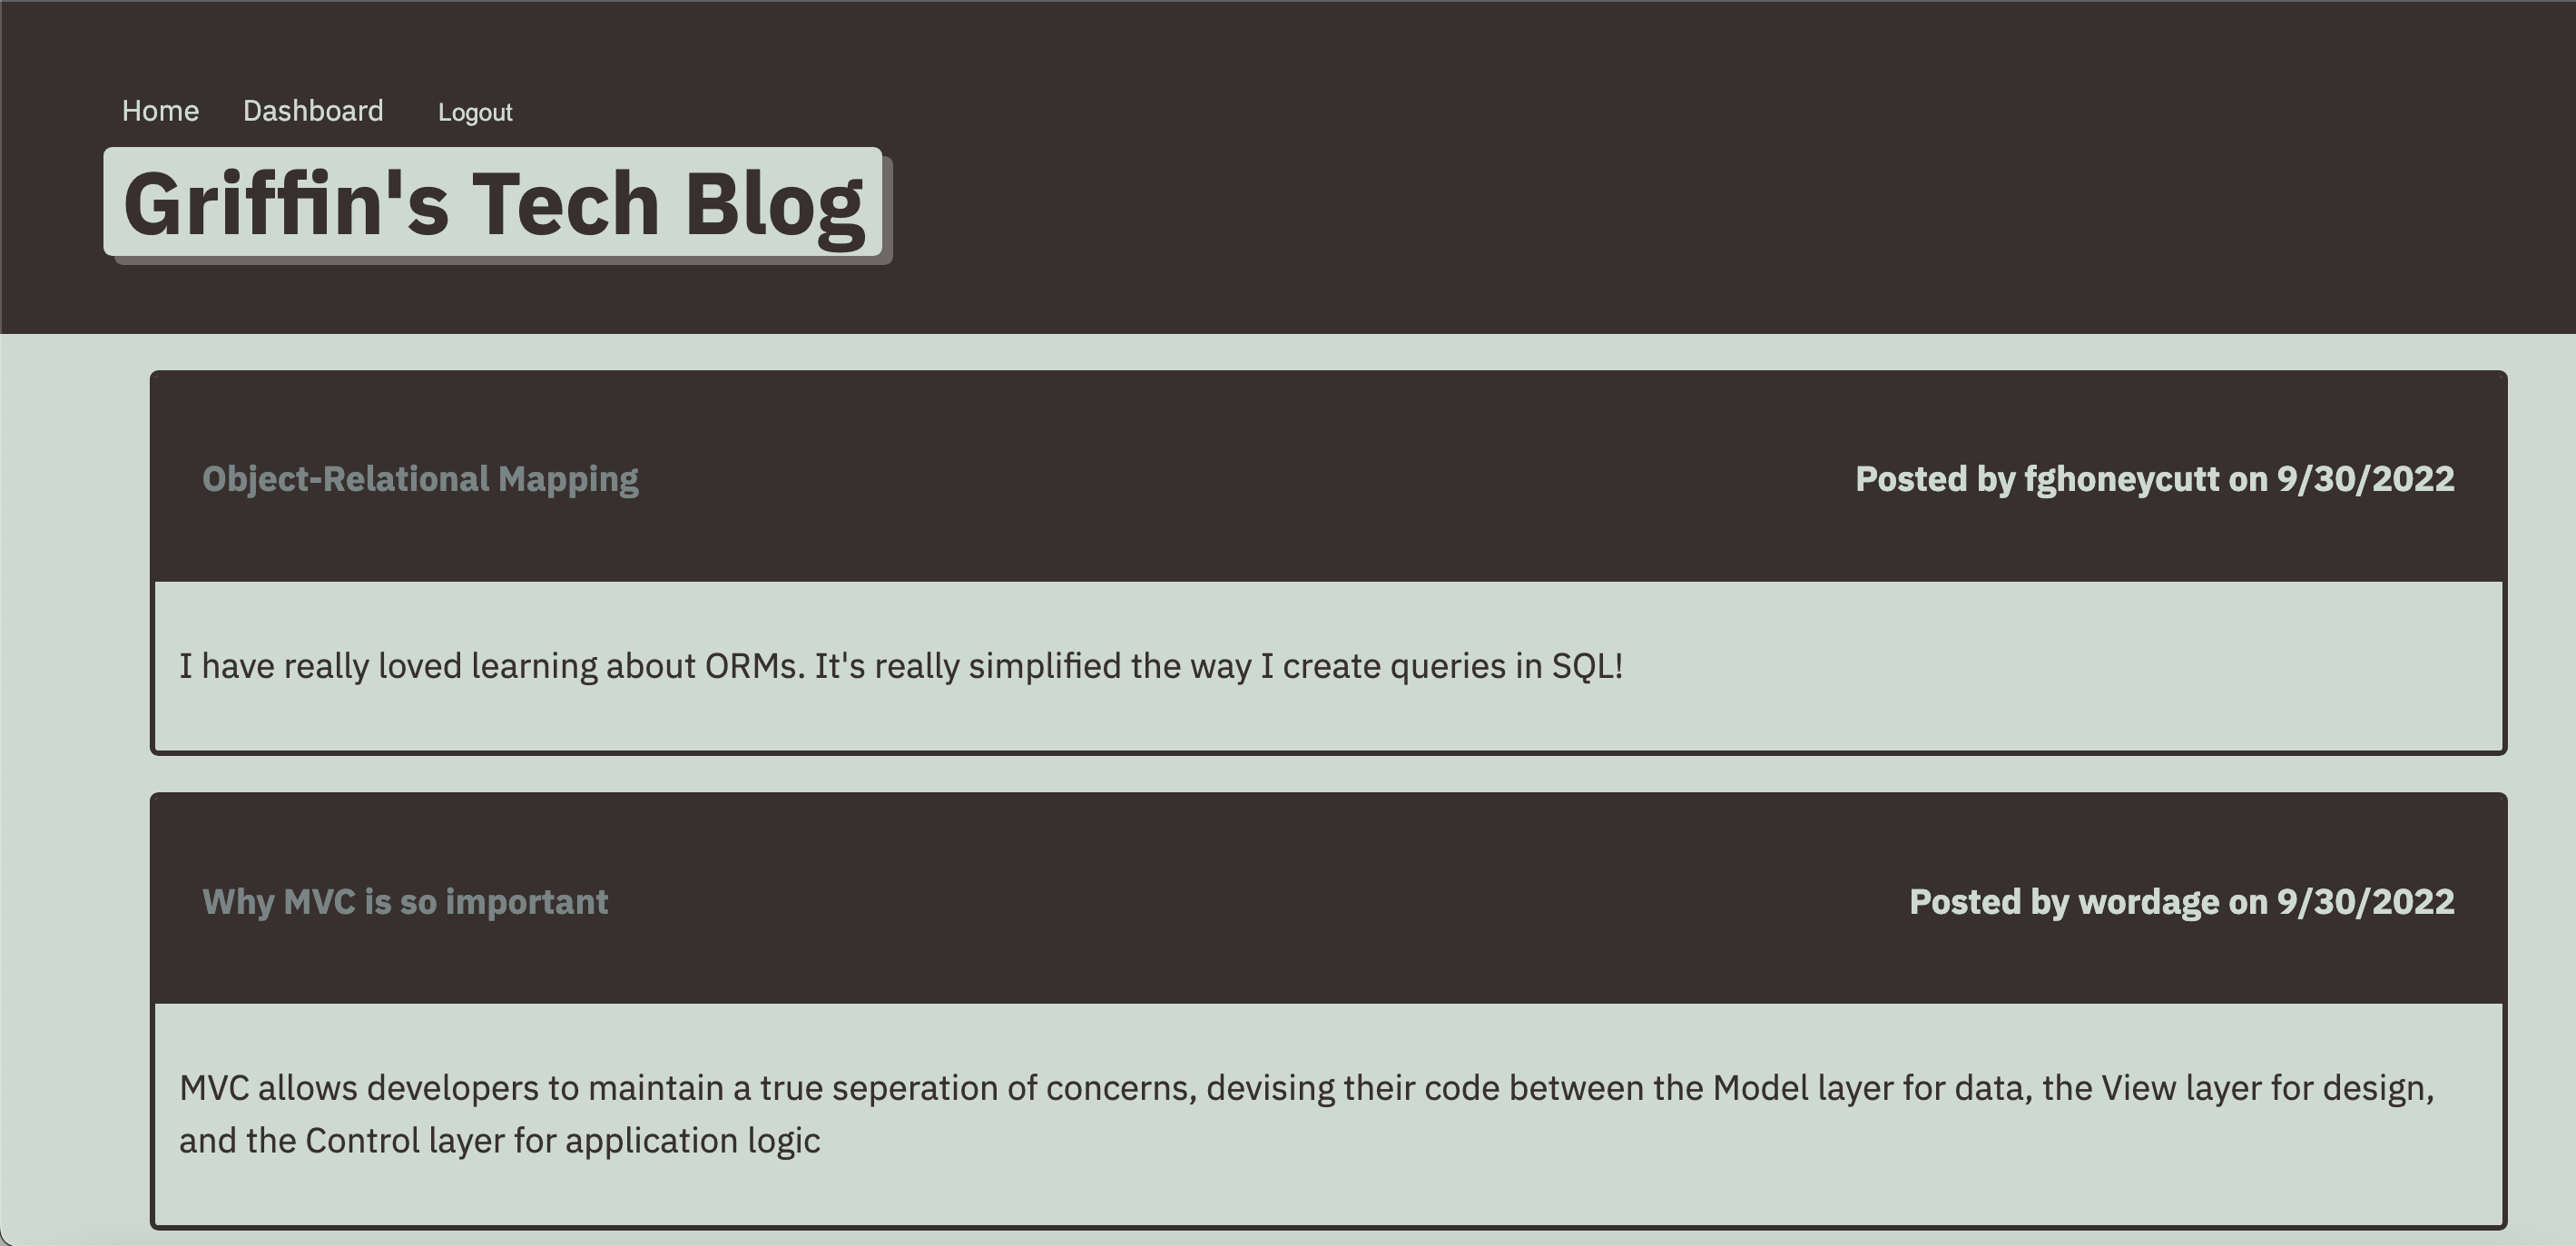 Home Dashboard Logout
Griffin's Tech Blog
Object-Relational Mapping Posted by fghoneycutt on 9/30/2022
I have really loved learning about ORMs. It's really simplified the way I create queries in SQL!
Why MVC is so important Posted by wordage on 9/30/2022
MVC allows developers to maintain a true seperation of concerns, devising their code between the Model layer for data, the View layer for design,
and the Control layer for application logic